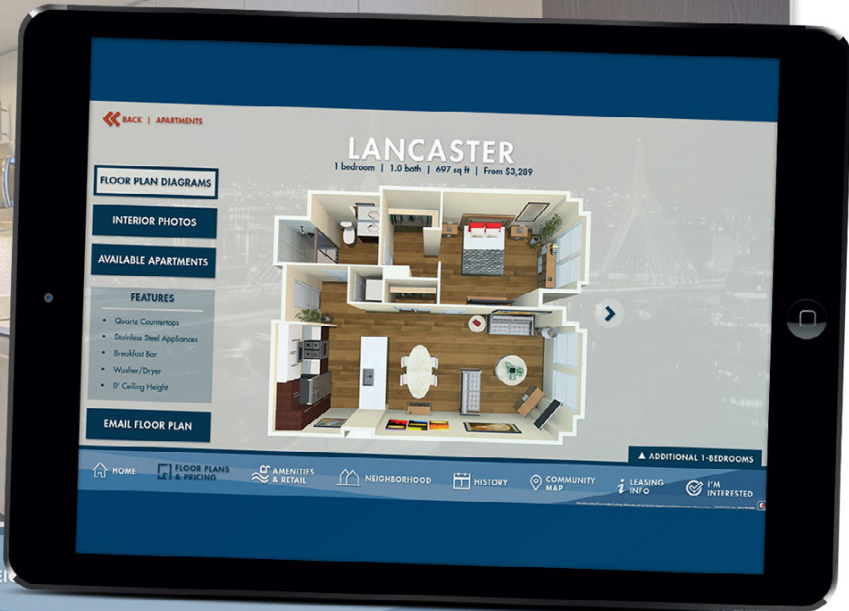 BACK | APARTMENTS
LANCASTER
1 bedroom | 1.0 bath | 697 sq ft | From $3,289
FLOOR PLAN DIAGRAMS
INTERIOR PHOTOS
AVAILABLE APARTMENTS
FEATURES
• Quartz Countertops
• Stainless Steel Appliances
• Breakfast Bar
• Washer/Dryer
• 8' Ceiling Height
EMAIL FLOOR PLAN
▲ ADDITIONAL 1-BEDROOMS
HOME
FLOOR PLANS
& PRICING
AMENITIES
& RETAIL
NEIGHBORHOOD
HISTORY
COMMUNITY
MAP
LEASING
INFO
I'M
INTERESTED